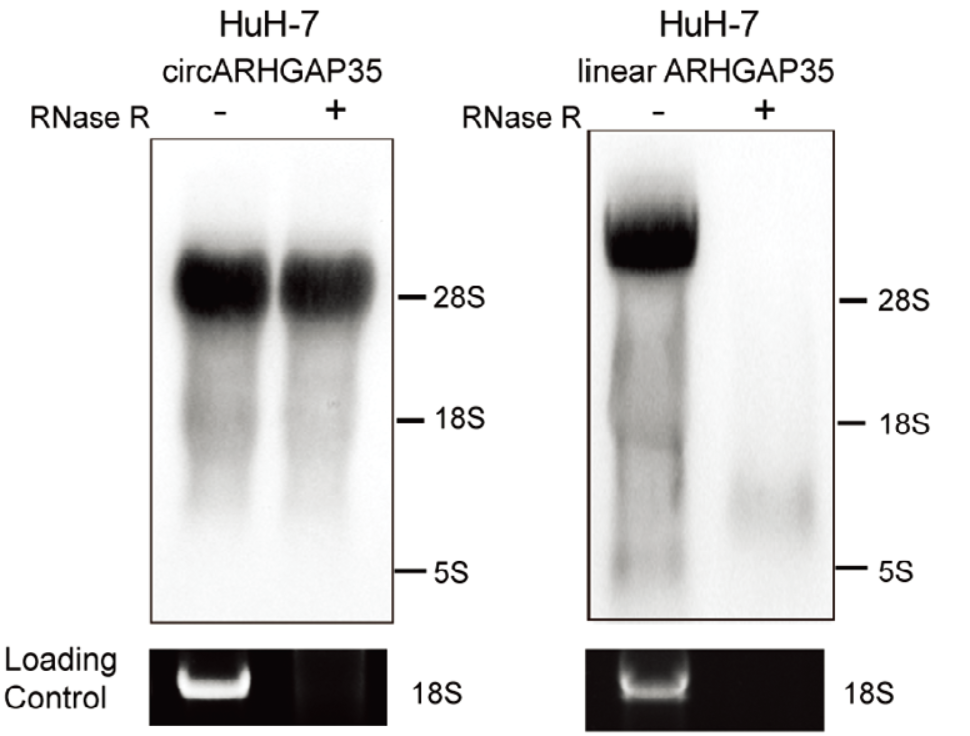 HuH-7
circARHGAP35
RNase R - +
28S
18S
5S
Loading
Control
18S
HuH-7
linear ARHGAP35
RNase R - +
28S
18S
5S
18S